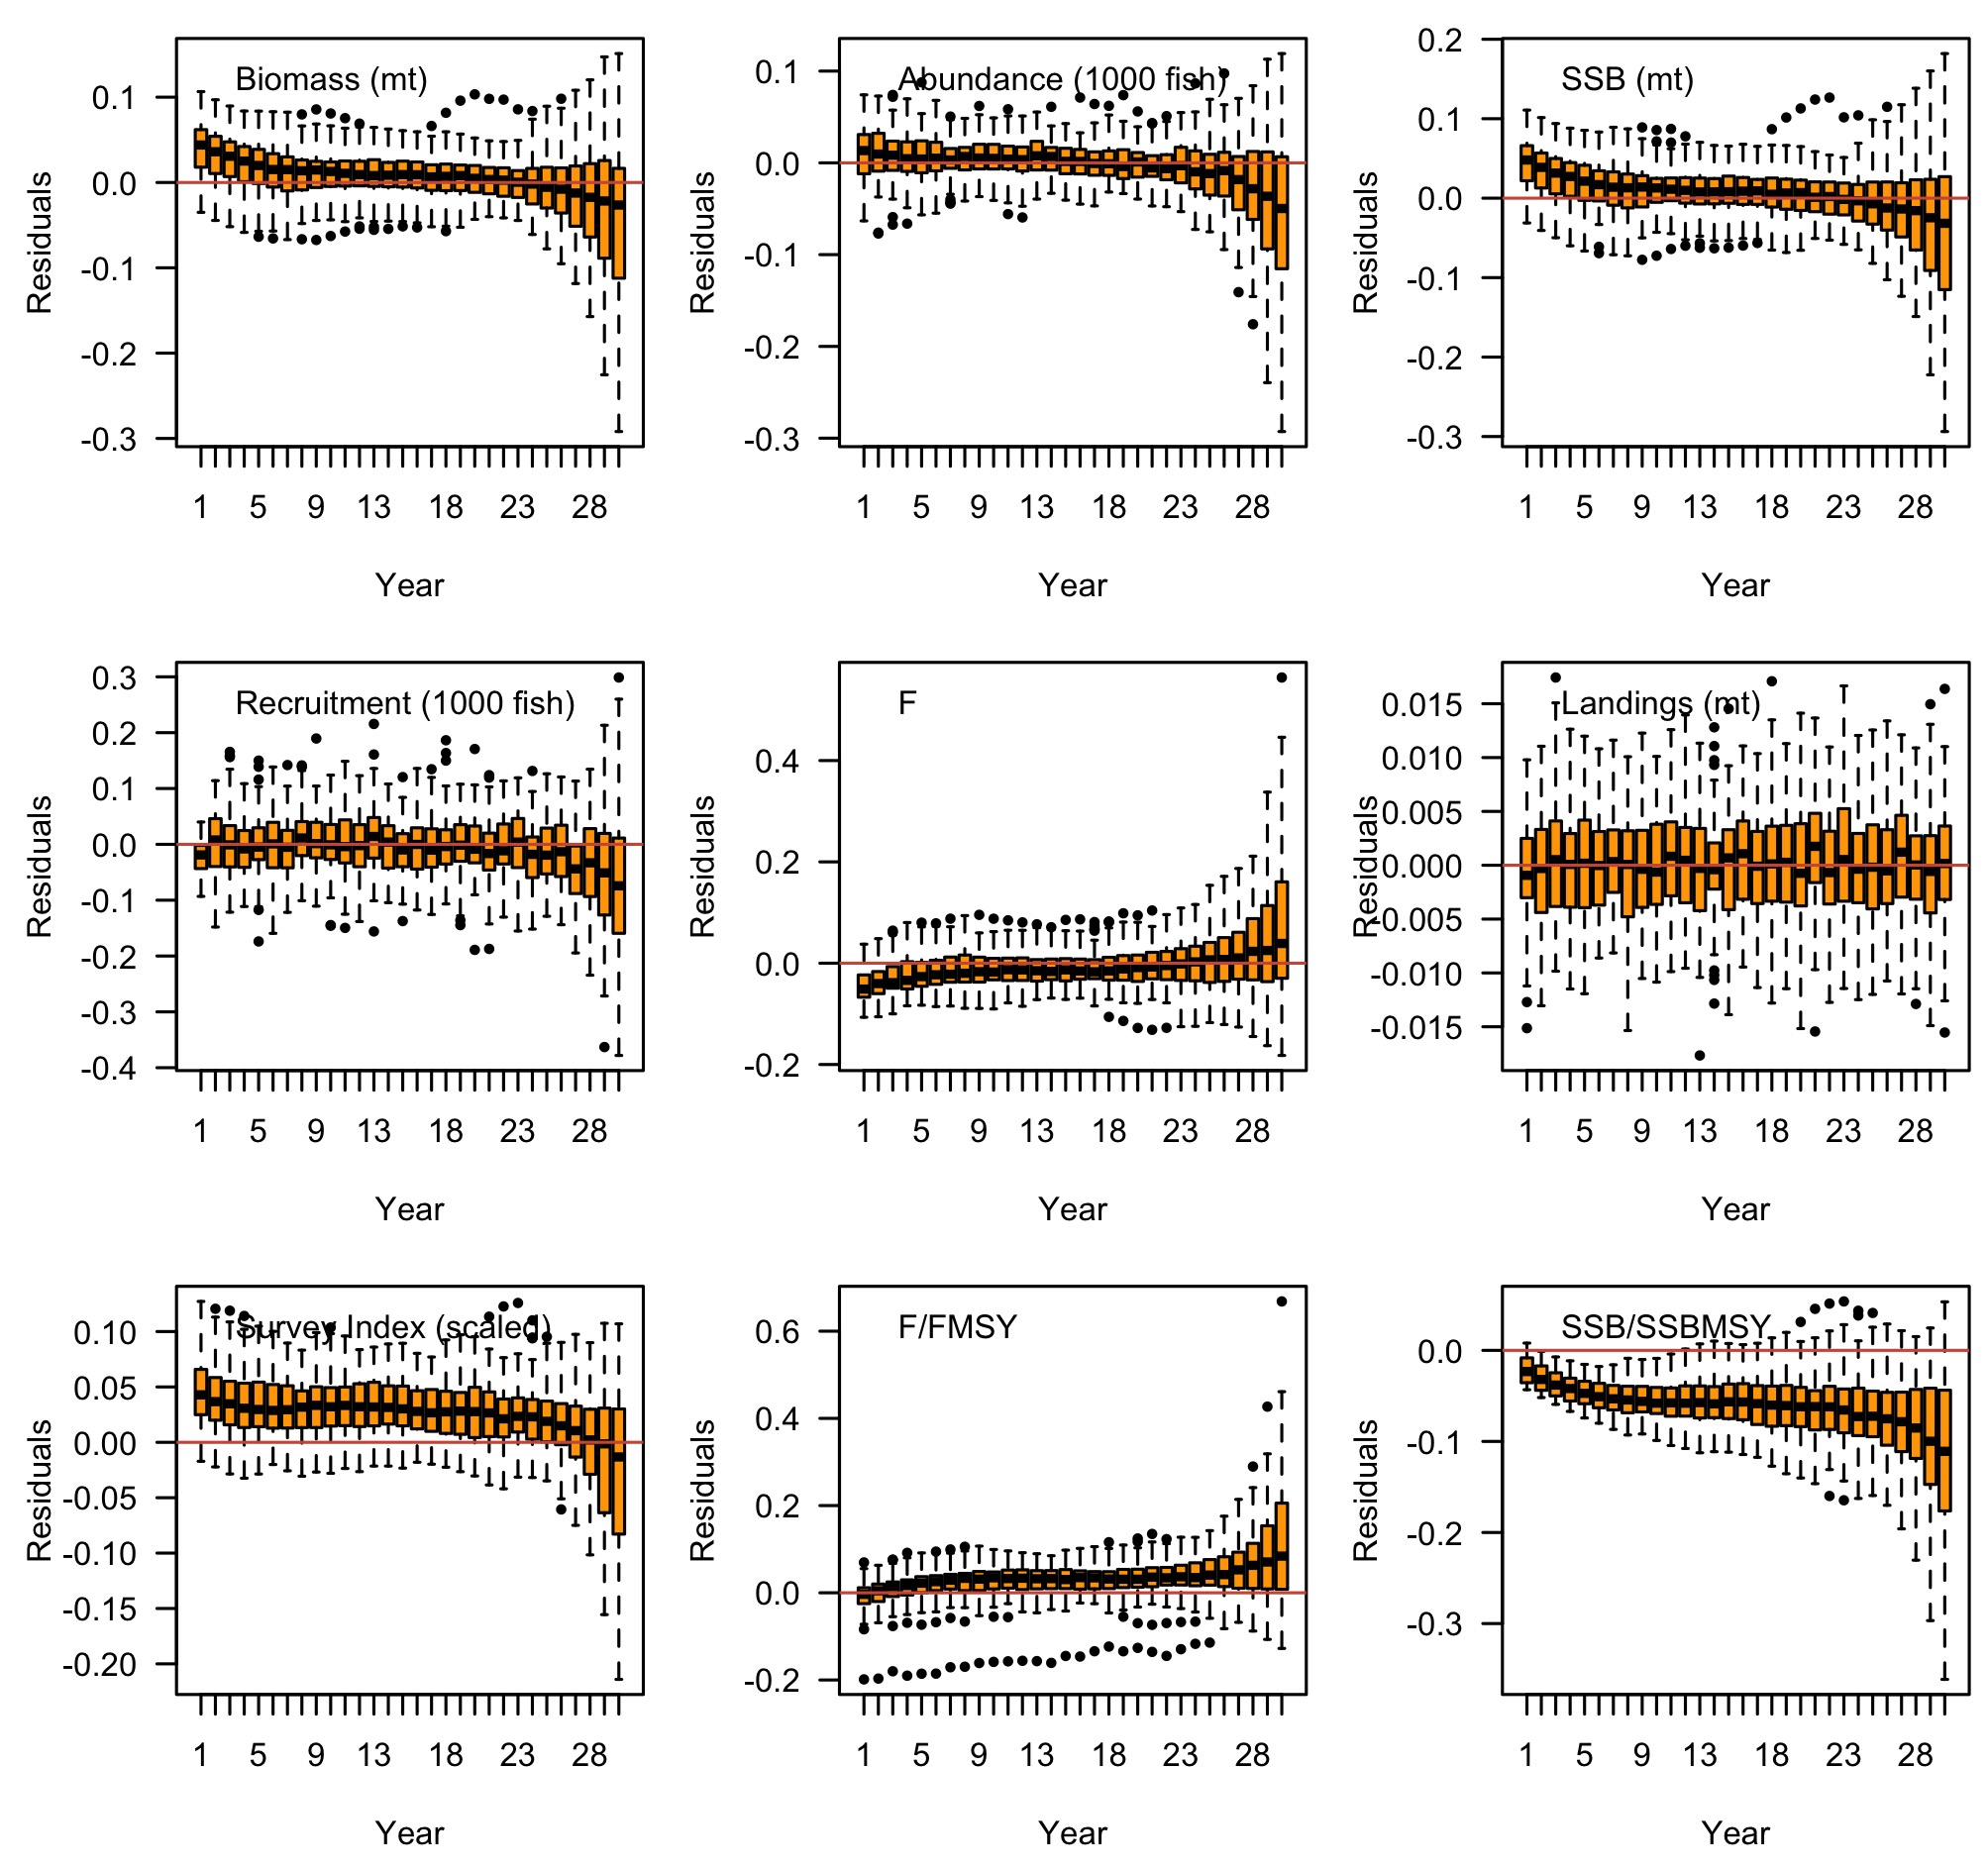 Biomass (mt)
Residuals
0.1
0.0
-0.1
-0.2
-0.3
1 5 9 13 18 23 28
Year
Abundance (1000 fish)
Residuals
0.1
0.0
-0.1
-0.2
-0.3
1 5 9 13 18 23 28
Year
SSB (mt)
Residuals
0.2
0.1
0.0
-0.1
-0.2
-0.3
1 5 9 13 18 23 28
Year
Recruitment (1000 fish)
Residuals
0.3
0.2
0.1
0.0
-0.1
-0.2
-0.3
-0.4
1 5 9 13 18 23 28
Year
F
Residuals
0.4
0.2
0.0
-0.2
1 5 9 13 18 23 28
Year
Landings (mt)
Residuals
0.015
0.010
0.005
0.000
-0.005
-0.010
-0.015
1 5 9 13 18 23 28
Year
Survey Index (scaled)
Residuals
0.10
0.05
0.00
-0.05
-0.10
-0.15
-0.20
1 5 9 13 18 23 28
Year
F/FMSY
Residuals
0.6
0.4
0.2
0.0
-0.2
1 5 9 13 18 23 28
Year
SSB/SSBMSY
Residuals
0.0
-0.1
-0.2
-0.3
1 5 9 13 18 23 28
Year